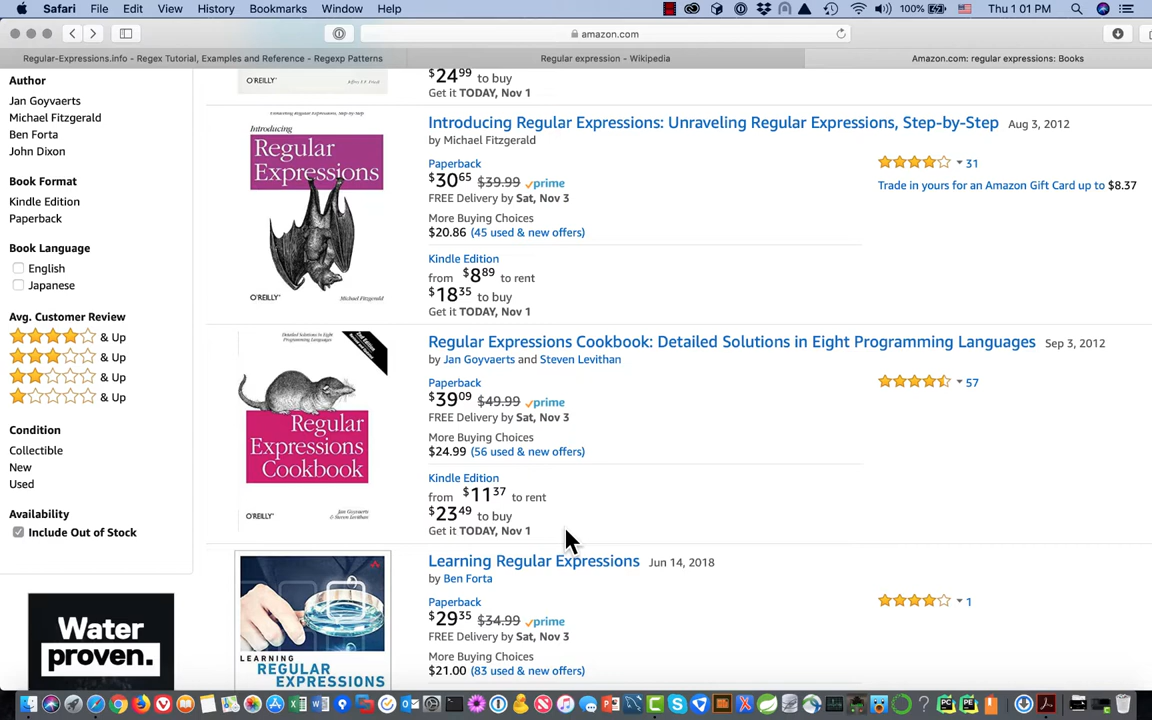 Safari File Edit View History Bookmarks Window Help 100% Thu 1:01 PM
amazon.com
Regular-Expressions.info - Regex Tutorial, Examples and Reference - Regexp Patterns
Regular expression - Wikipedia
Amazon.com: regular expressions: Books
Author
Jan Goyvaerts
Michael Fitzgerald
Ben Forta
John Dixon
Book Format
Kindle Edition
Paperback
Book Language
English
Japanese
Avg. Customer Review
& Up
& Up
& Up
& Up
Condition
Collectible
New
Used
Availability
Include Out of Stock
Water
proven.
O'REILLY
$24.99 to buy
Get it TODAY, Nov 1
Introducing
Regular
Expressions
O'REILLY
Michael Fitzgerald
Introducing Regular Expressions: Unraveling Regular Expressions, Step-by-Step Aug 3, 2012
by Michael Fitzgerald
Paperback
$30.65 $39.99 prime
FREE Delivery by Sat, Nov 3
More Buying Choices
$20.86 (45 used & new offers)
Kindle Edition
from $8.89 to rent
$18.35 to buy
Get it TODAY, Nov 1
31
Trade in yours for an Amazon Gift Card up to $8.37
Detailed Solutions in Eight
Programming Languages
Regular
Expressions
Cookbook
O'REILLY
Jan Goyvaerts
& Steven Levithan
Regular Expressions Cookbook: Detailed Solutions in Eight Programming Languages Sep 3, 2012
by Jan Goyvaerts and Steven Levithan
Paperback
$39.09 $49.99 prime
FREE Delivery by Sat, Nov 3
More Buying Choices
$24.99 (56 used & new offers)
Kindle Edition
from $11.37 to rent
$23.49 to buy
Get it TODAY, Nov 1
57
LEARNING
REGULAR
EXPRESSIONS
Learning Regular Expressions Jun 14, 2018
by Ben Forta
Paperback
$29.35 $34.99 prime
FREE Delivery by Sat, Nov 3
More Buying Choices
$21.00 (83 used & new offers)
1